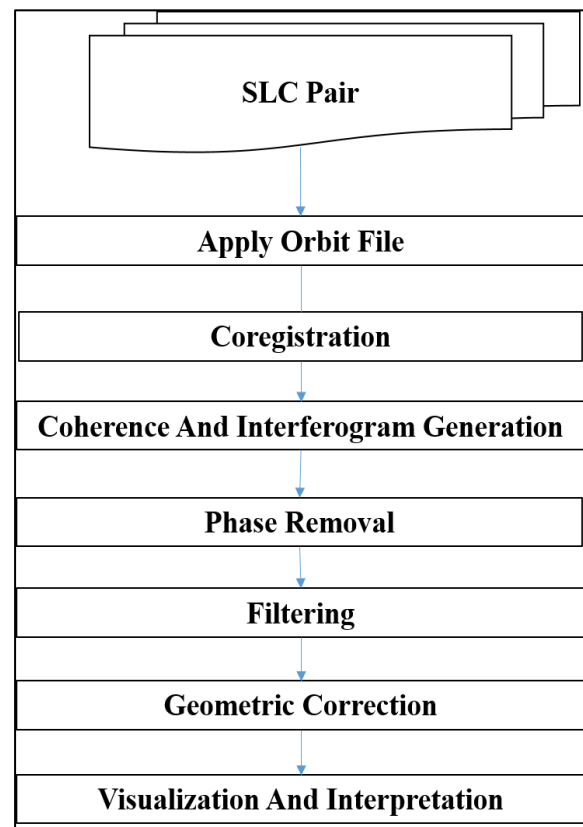 SLC Pair
Apply Orbit File
Coregistration
Coherence And Interferogram Generation
Phase Removal
Filtering
Geometric Correction
Visualization And Interpretation